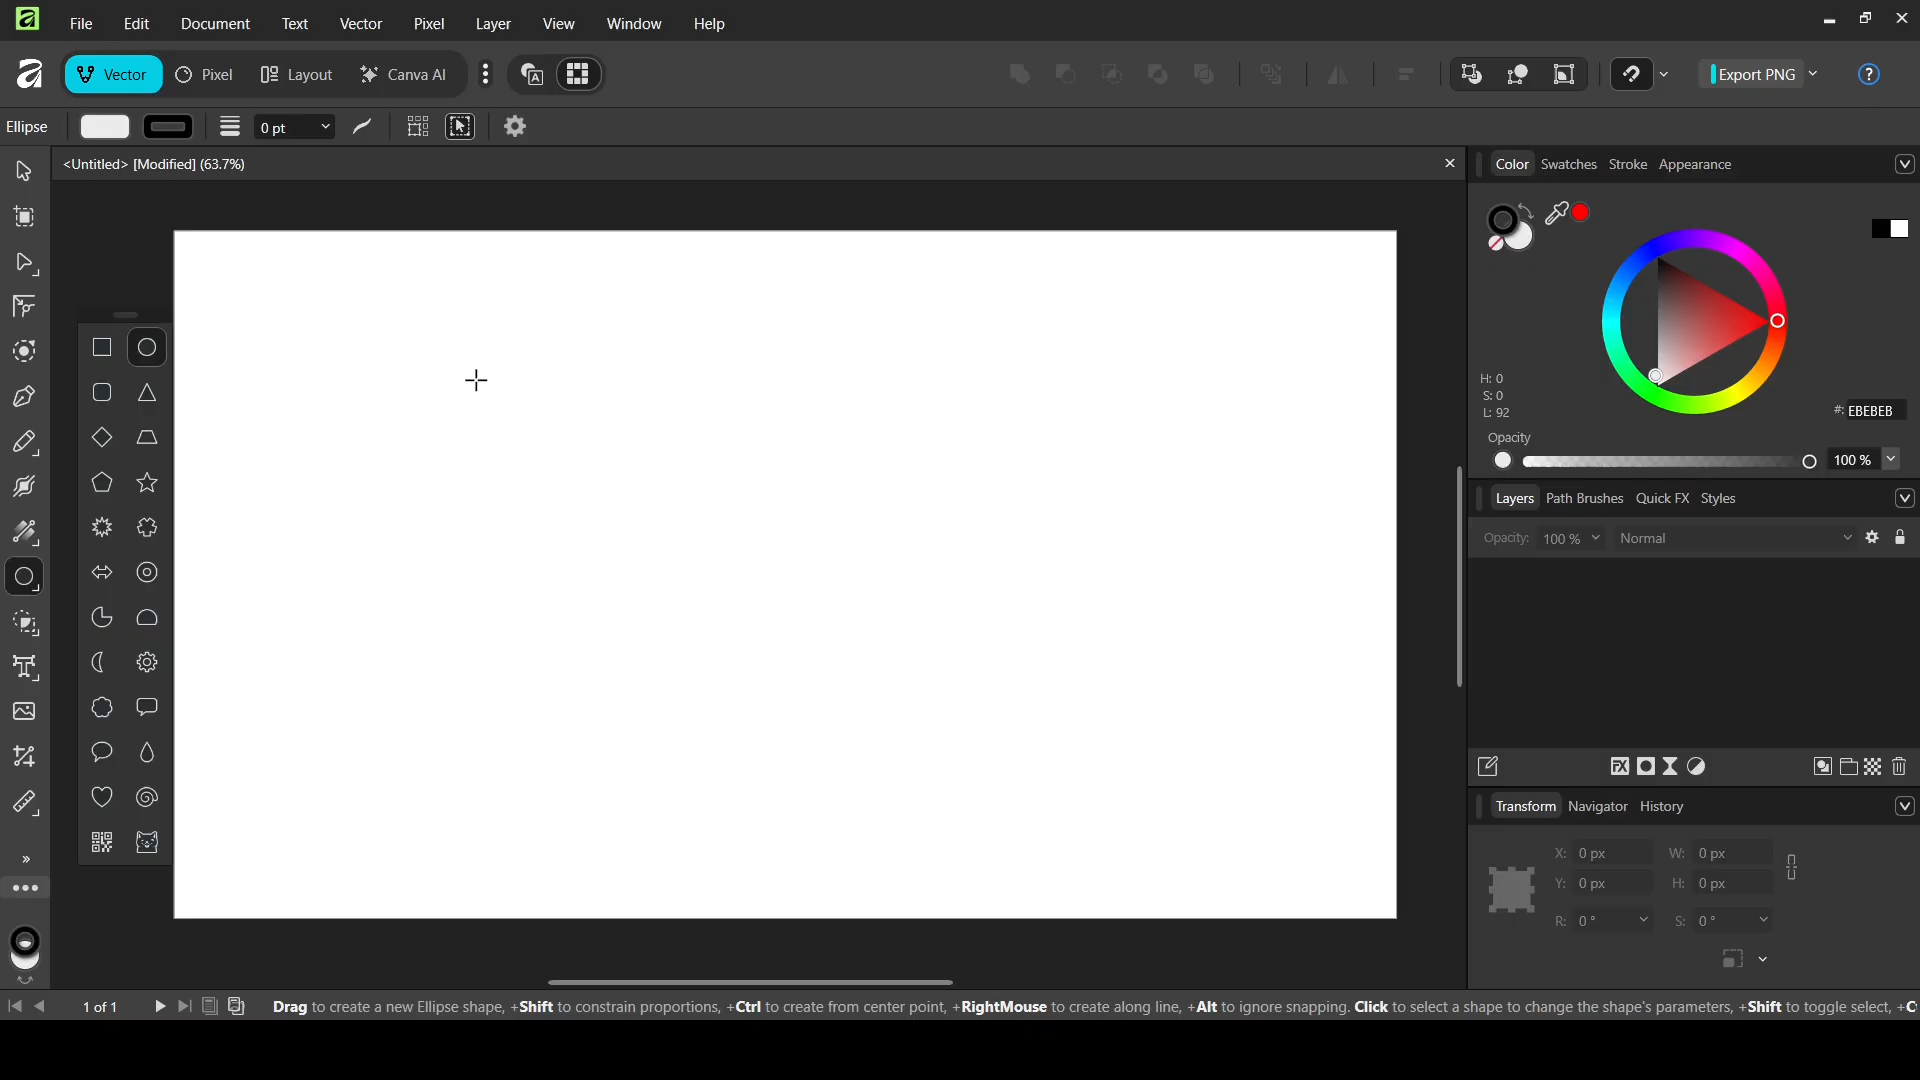 File Edit Document Text Vector Pixel Layer View Window Help
Vector Pixel Layout Canva AI Export PNG ?
Ellipse 0 pt
<Untitled> [Modified] (63.7%)
Color Swatches Stroke Appearance
H: 0
S: 0
L: 92
#: EBEBEB
Opacity
100 %
Layers Path Brushes Quick FX Styles
Opacity: 100 % Normal
FX
Transform Navigator History
X: 0 px W: 0 px
Y: 0 px H: 0 px
R: 0 ° S: 0 °
1 of 1 Drag to create a new Ellipse shape, +Shift to constrain proportions, +Ctrl to create from center point, +RightMouse to create along line, +Alt to ignore snapping. Click to select a shape to change the shape's parameters, +Shift to toggle select, +C